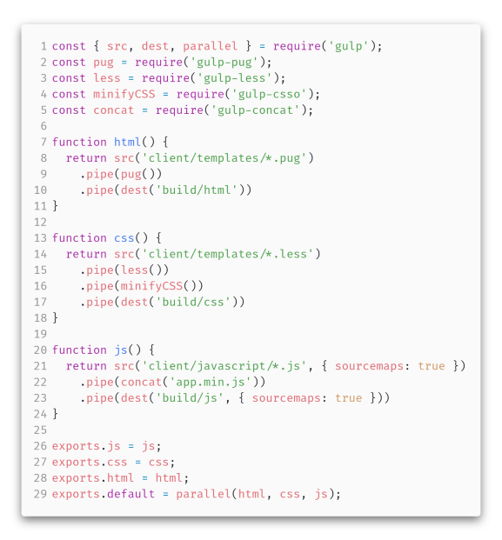 1 const { src, dest, parallel } = require('gulp');
2 const pug = require('gulp-pug');
3 const less = require('gulp-less');
4 const minifyCSS = require('gulp-csso');
5 const concat = require('gulp-concat');
6
7 function html() {
8   return src('client/templates/*.pug')
9     .pipe(pug())
10     .pipe(dest('build/html'))
11 }
12
13 function css() {
14   return src('client/templates/*.less')
15     .pipe(less())
16     .pipe(minifyCSS())
17     .pipe(dest('build/css'))
18 }
19
20 function js() {
21   return src('client/javascript/*.js', { sourcemaps: true })
22     .pipe(concat('app.min.js'))
23     .pipe(dest('build/js', { sourcemaps: true }))
24 }
25
26 exports.js = js;
27 exports.css = css;
28 exports.html = html;
29 exports.default = parallel(html, css, js);